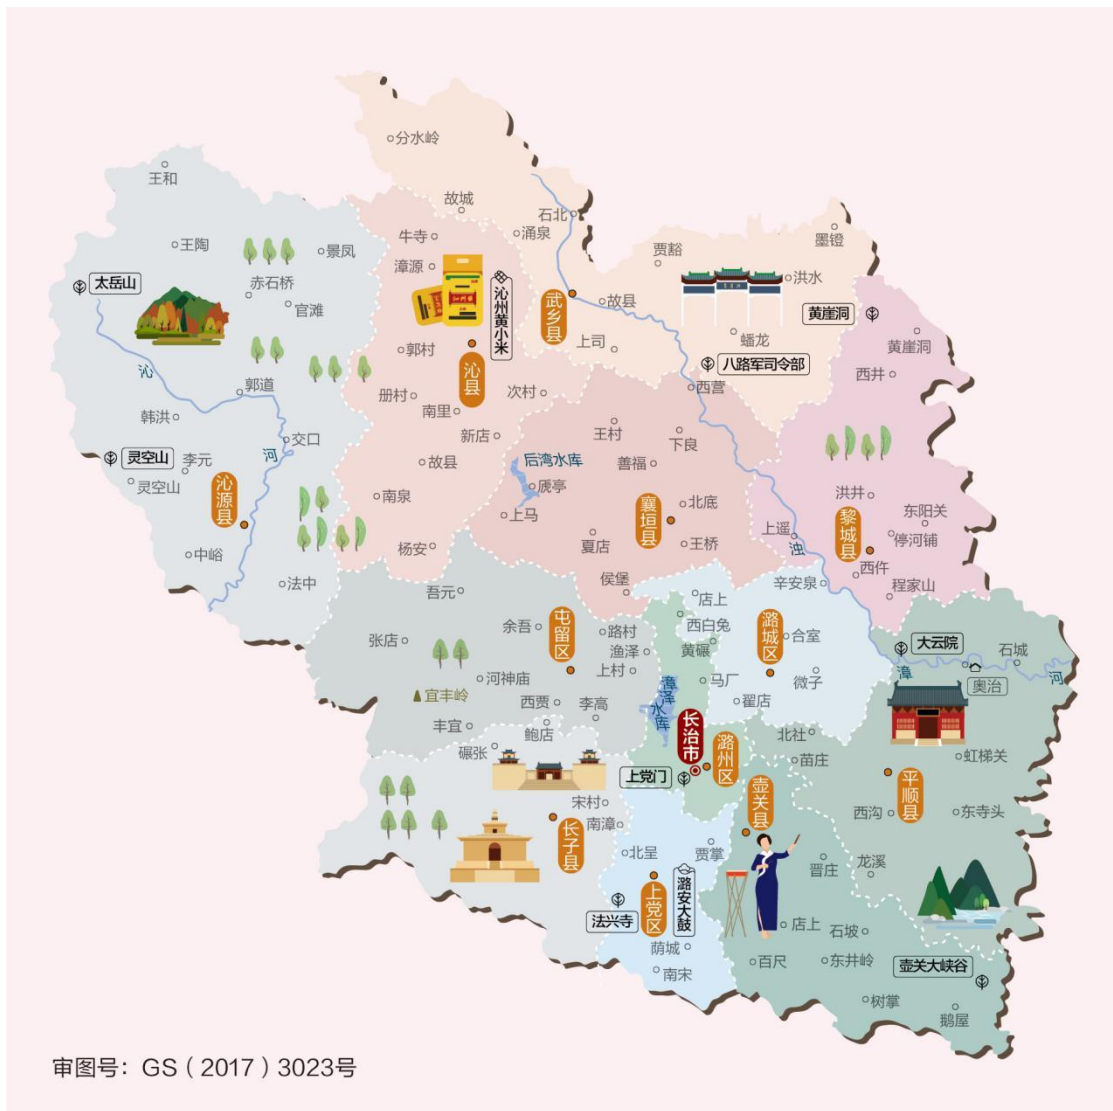 分水岭
王和
故城
石北
牛寺
涌泉
墨镫
王陶
景凤
贾豁
漳源
洪水
太岳山
赤石桥
沁州黄小米
武乡县
故县
官滩
黄崖洞
蟠龙
黄崖洞
郭村
上司
八路军司令部
西井
沁
沁县
郭道
册村
次村
西营
韩洪
南里
王村
下良
新店
交口
河
灵空山
李元
故县
后湾水库
善福
灵空山
沁源县
南泉
虒亭
襄垣县
北底
洪井
上马
东阳关
上遥
黎城县
停河铺
中峪
杨安
夏店
王桥
浊
西仵
法中
侯堡
辛安泉
程家山
吾元
店上
余吾
屯留区
路村
西白兔
潞城区
合室
张店
渔泽
黄碾
大云院
石城
上村
漳
河
河神庙
马厂
微子
奥治
宜丰岭
漳泽水库
西贾
李高
翟店
丰宜
鲍店
长治市
北社
碾张
潞州区
苗庄
虹梯关
上党门
壶关县
平顺县
宋村
西沟
东寺头
长子县
南漳
北呈
贾掌
晋庄
龙溪
上党区
潞安大鼓
法兴寺
店上
石坡
荫城
百尺
东井岭
壶关大峡谷
南宋
树掌
鹅屋
审图号：GS（2017）3023号